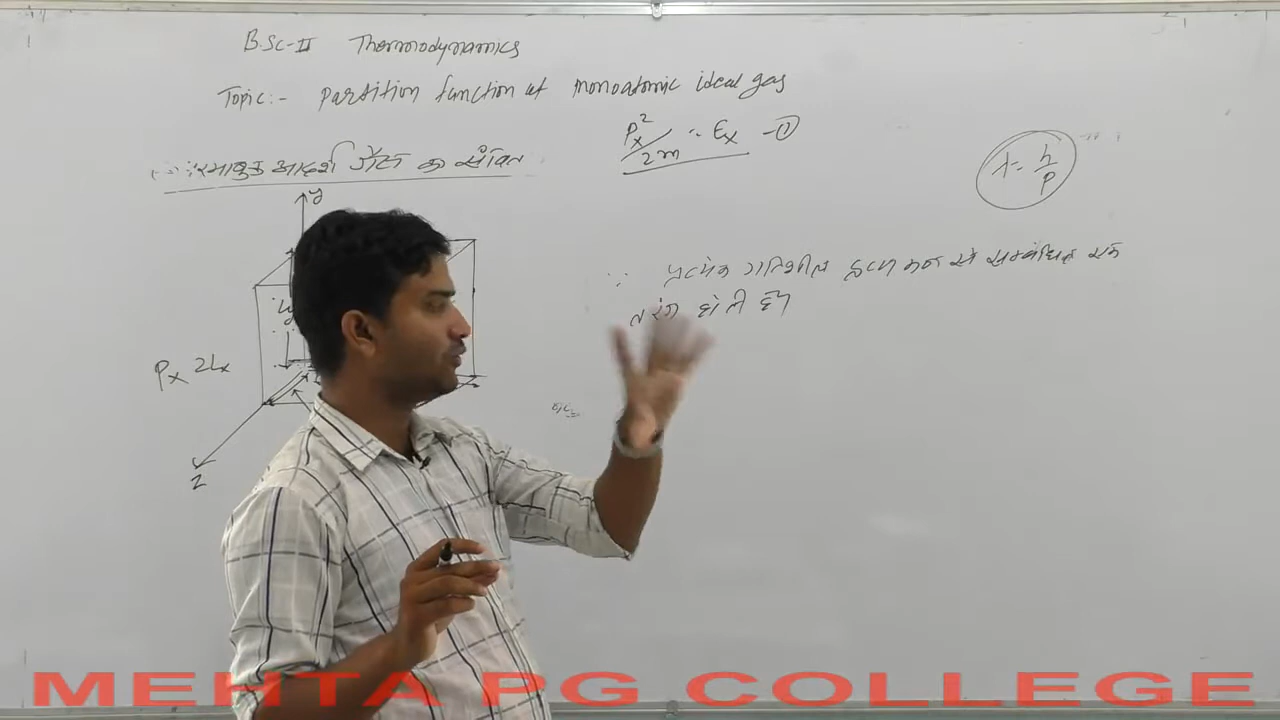 B.Sc-II Thermodynamics
Topic:- Partition function of monoatomic ideal gas
Px²/2m = Ex -①
λ = h/p
आदर्श गैस का
y
∵ प्रत्येक गतिशील द्रव्य कण से सम्बंधित एक
तरंग होती है
Px 2Lx
Z
MEHTA PG COLLEGE